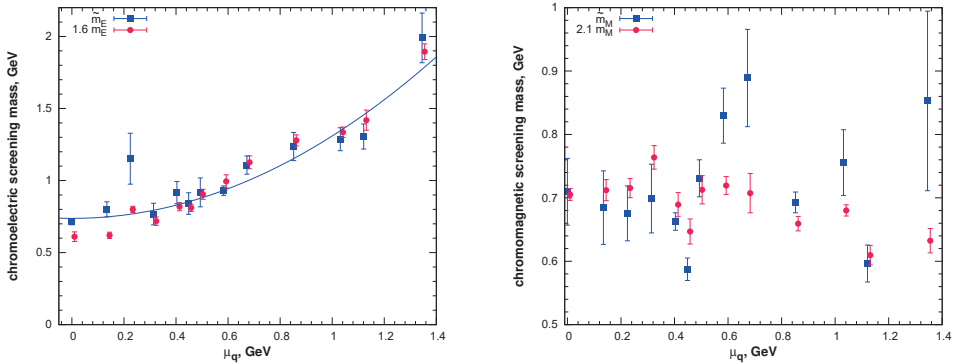 m̃_E
1.6 m_E
chromoelectric screening mass, GeV
2
1.5
1
0.5
0
0 0.2 0.4 0.6 0.8 1 1.2 1.4
μ_q, GeV
m̃_M
2.1 m_M
chromomagnetic screening mass, GeV
1
0.9
0.8
0.7
0.6
0.5
0 0.2 0.4 0.6 0.8 1 1.2 1.4
μ_q, GeV